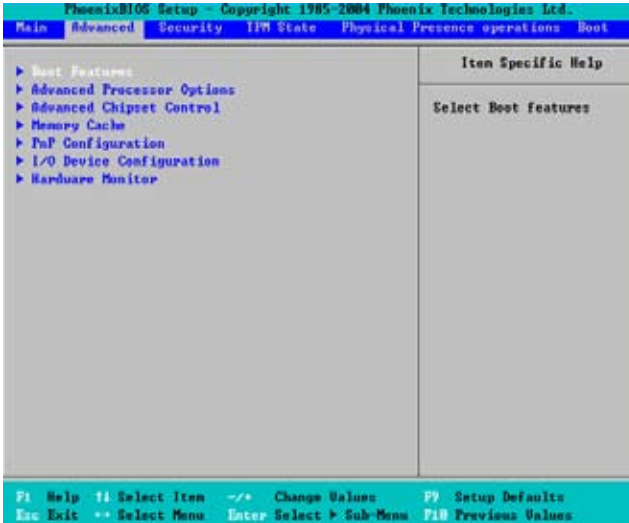 PhoenixBIOS Setup - Copyright 1985-2004 Phoenix Technologies Ltd.
Main Advanced Security TPM State Physical Presence operations Boot
Item Specific Help
▶ Boot Features
▶ Advanced Processor Options
▶ Advanced Chipset Control
▶ Memory Cache
▶ PnP Configuration
▶ I/O Device Configuration
▶ Hardware Monitor
Select Boot features
F1 Help ↑↓ Select Item -/+ Change Values F9 Setup Defaults
Esc Exit ↔ Select Menu Enter Select ▶ Sub-Menu F10 Previous Values